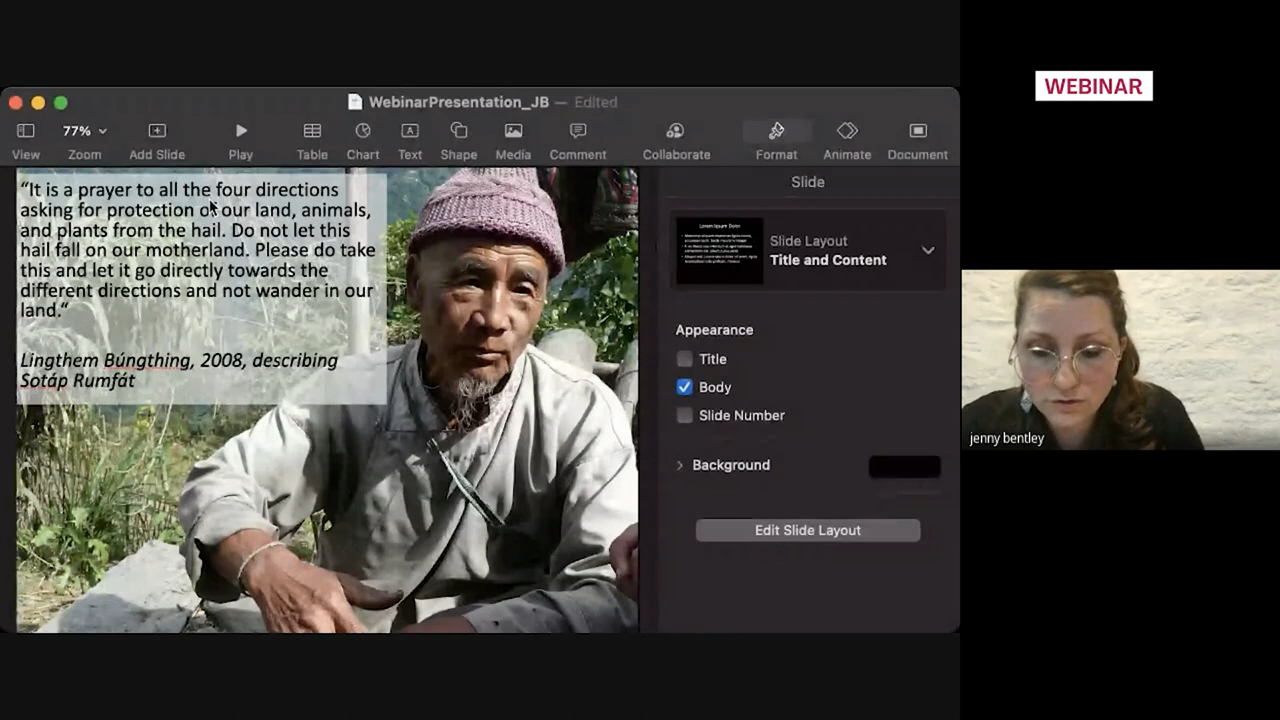 WEBINAR
WebinarPresentation_JB — Edited
View
77%
Zoom
Add Slide
Play
Table
Chart
Text
Shape
Media
Comment
Collaborate
Format
Animate
Document
“It is a prayer to all the four directions
asking for protection of our land, animals,
and plants from the hail. Do not let this
hail fall on our motherland. Please do take
this and let it go directly towards the
different directions and not wander in our
land.“
Lingthem Búngthing, 2008, describing
Sotáp Rumfát
Slide
Slide Layout
Title and Content
Appearance
Title
Body
Slide Number
Background
Edit Slide Layout
jenny bentley